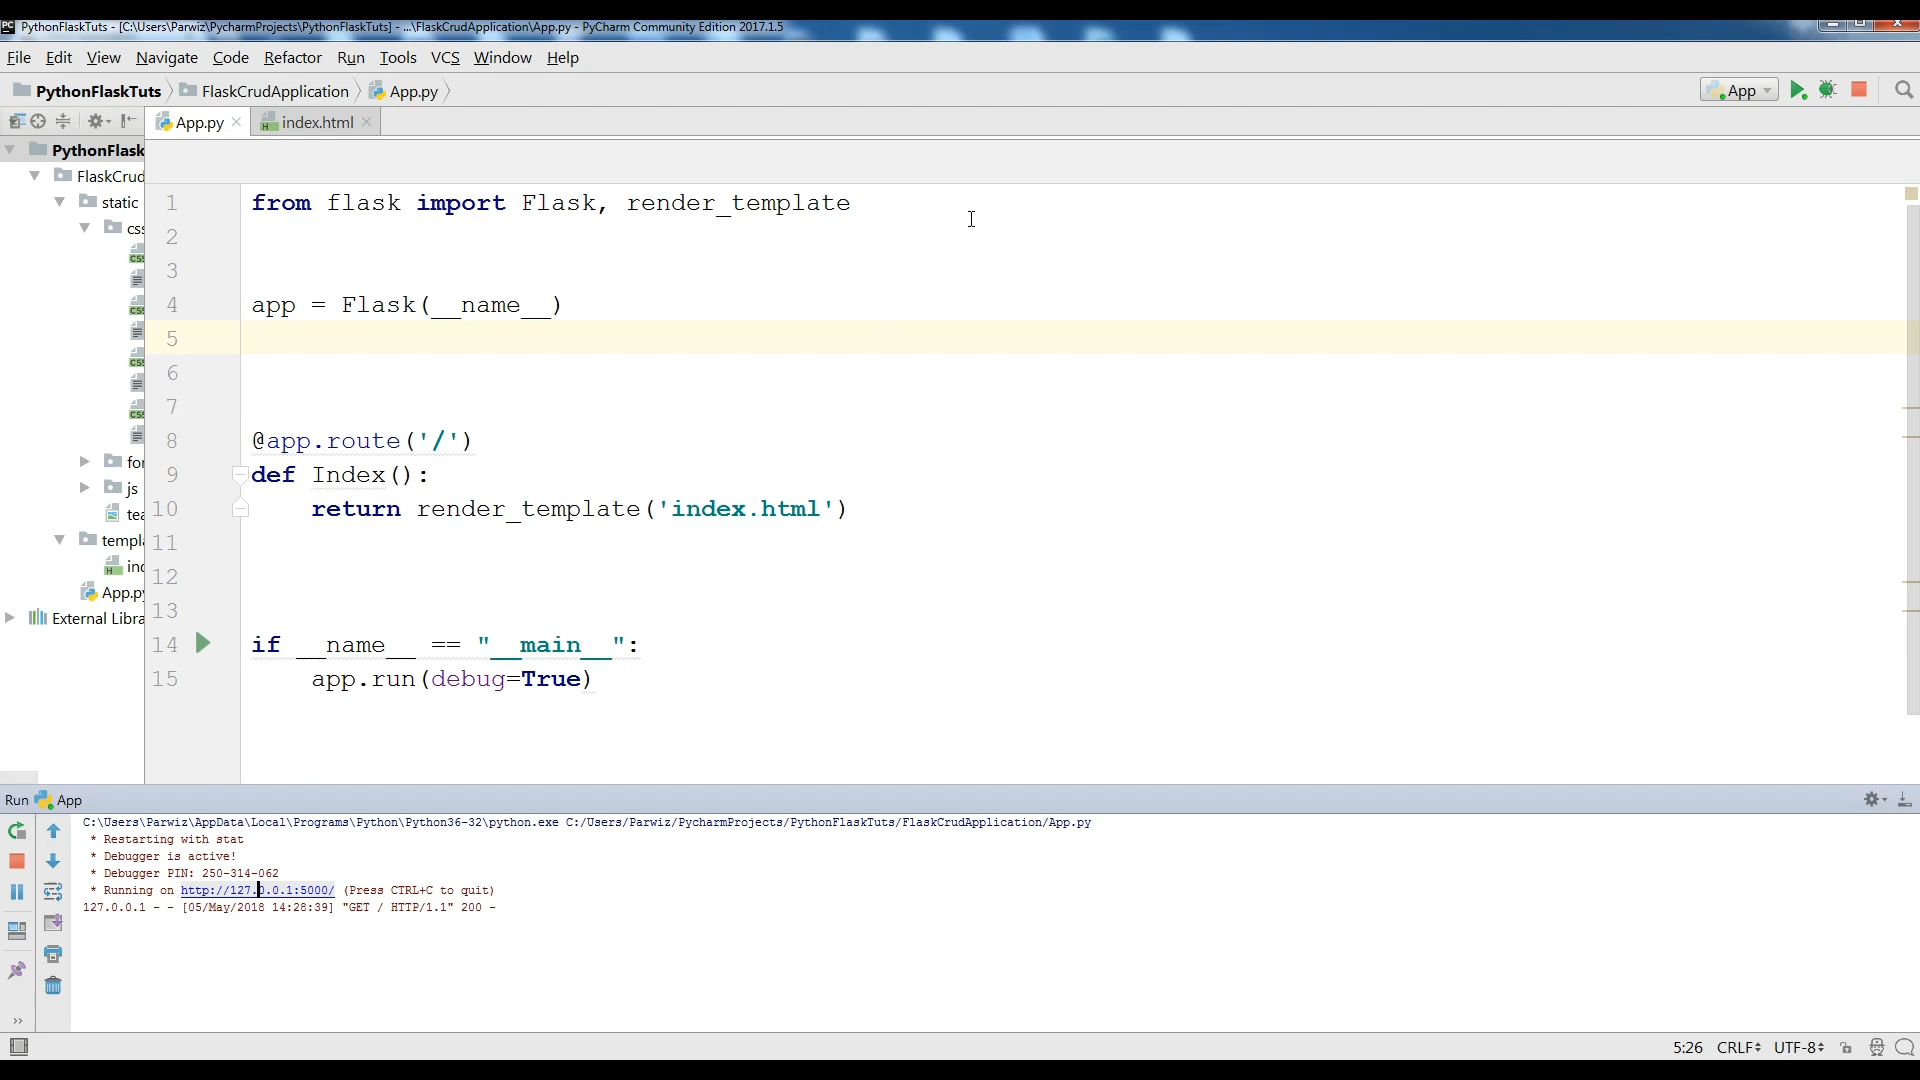 PythonFlaskTuts - [C:\Users\Parwiz\PycharmProjects\PythonFlaskTuts] - ...\FlaskCrudApplication\App.py - PyCharm Community Edition 2017.1.5
File Edit View Navigate Code Refactor Run Tools VCS Window Help
PythonFlaskTuts FlaskCrudApplication App.py App
App.py index.html
PythonFlask
FlaskCrud
static
css
for
js
tea
templ
ind
App.py
External Libra
1 from flask import Flask, render_template
2
3
4 app = Flask(__name__)
5
6
7
8 @app.route('/')
9 def Index():
10 return render_template('index.html')
11
12
13
14 if __name__ == "__main__":
15 app.run(debug=True)
Run App
C:\Users\Parwiz\AppData\Local\Programs\Python\Python36-32\python.exe C:/Users/Parwiz/PycharmProjects/PythonFlaskTuts/FlaskCrudApplication/App.py
* Restarting with stat
* Debugger is active!
* Debugger PIN: 250-314-062
* Running on http://127.0.0.1:5000/ (Press CTRL+C to quit)
127.0.0.1 - - [05/May/2018 14:28:39] "GET / HTTP/1.1" 200 -
5:26 CRLF UTF-8